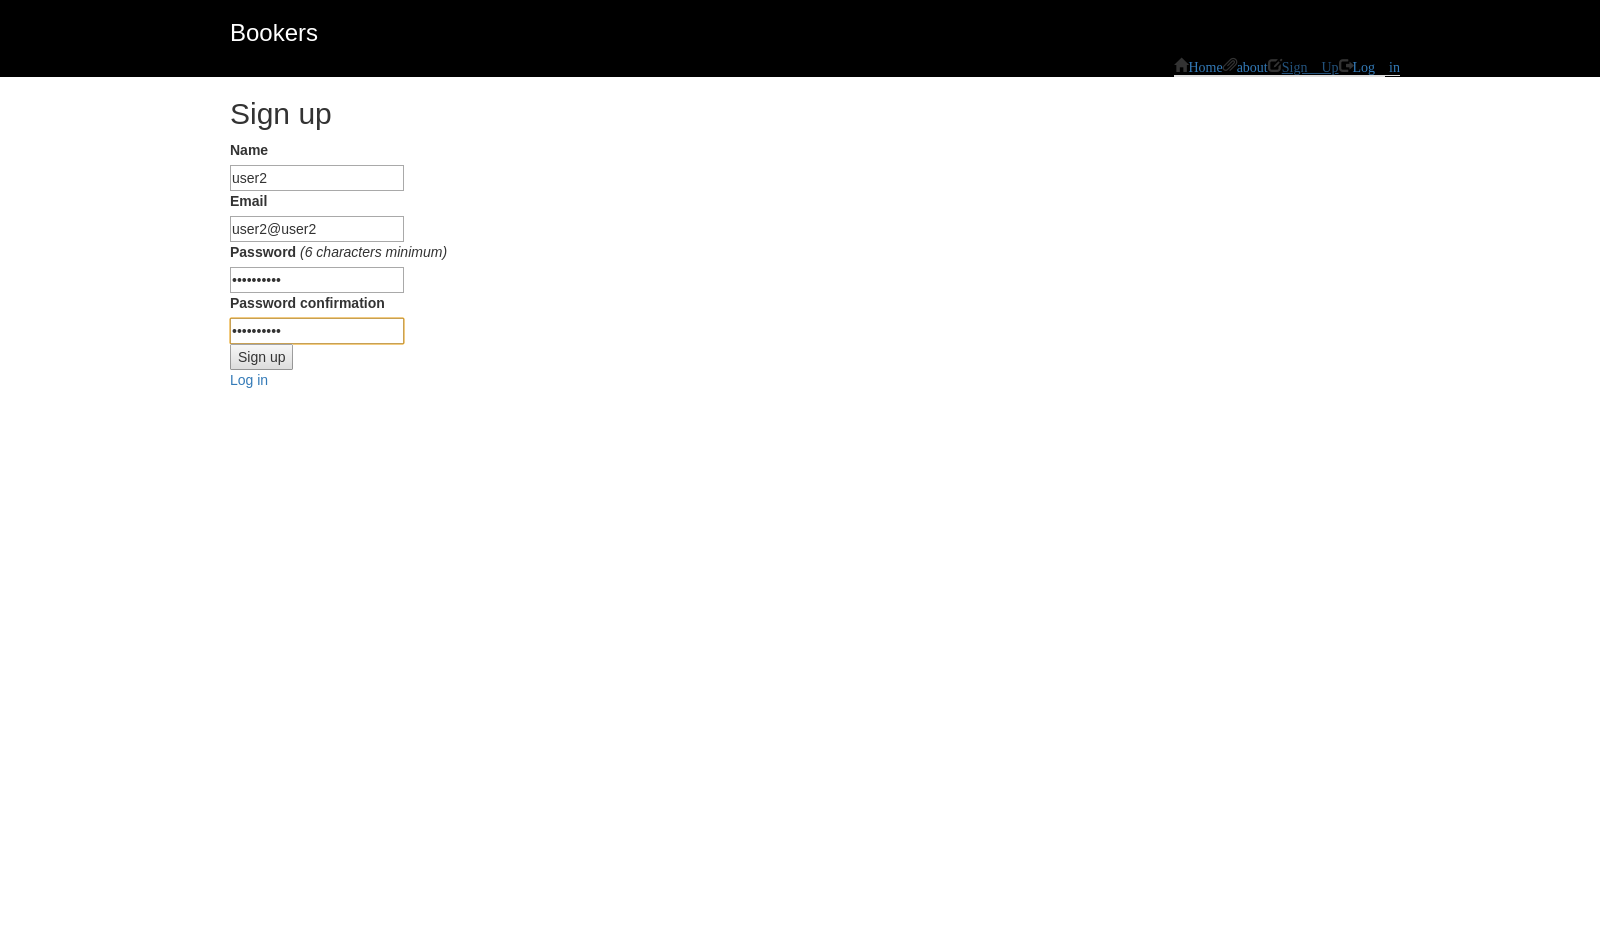 Bookers
Home about Sign Up Log in
Sign up
Name
user2
Email
user2@user2
Password (6 characters minimum)
••••••••••
Password confirmation
••••••••••
Sign up
Log in